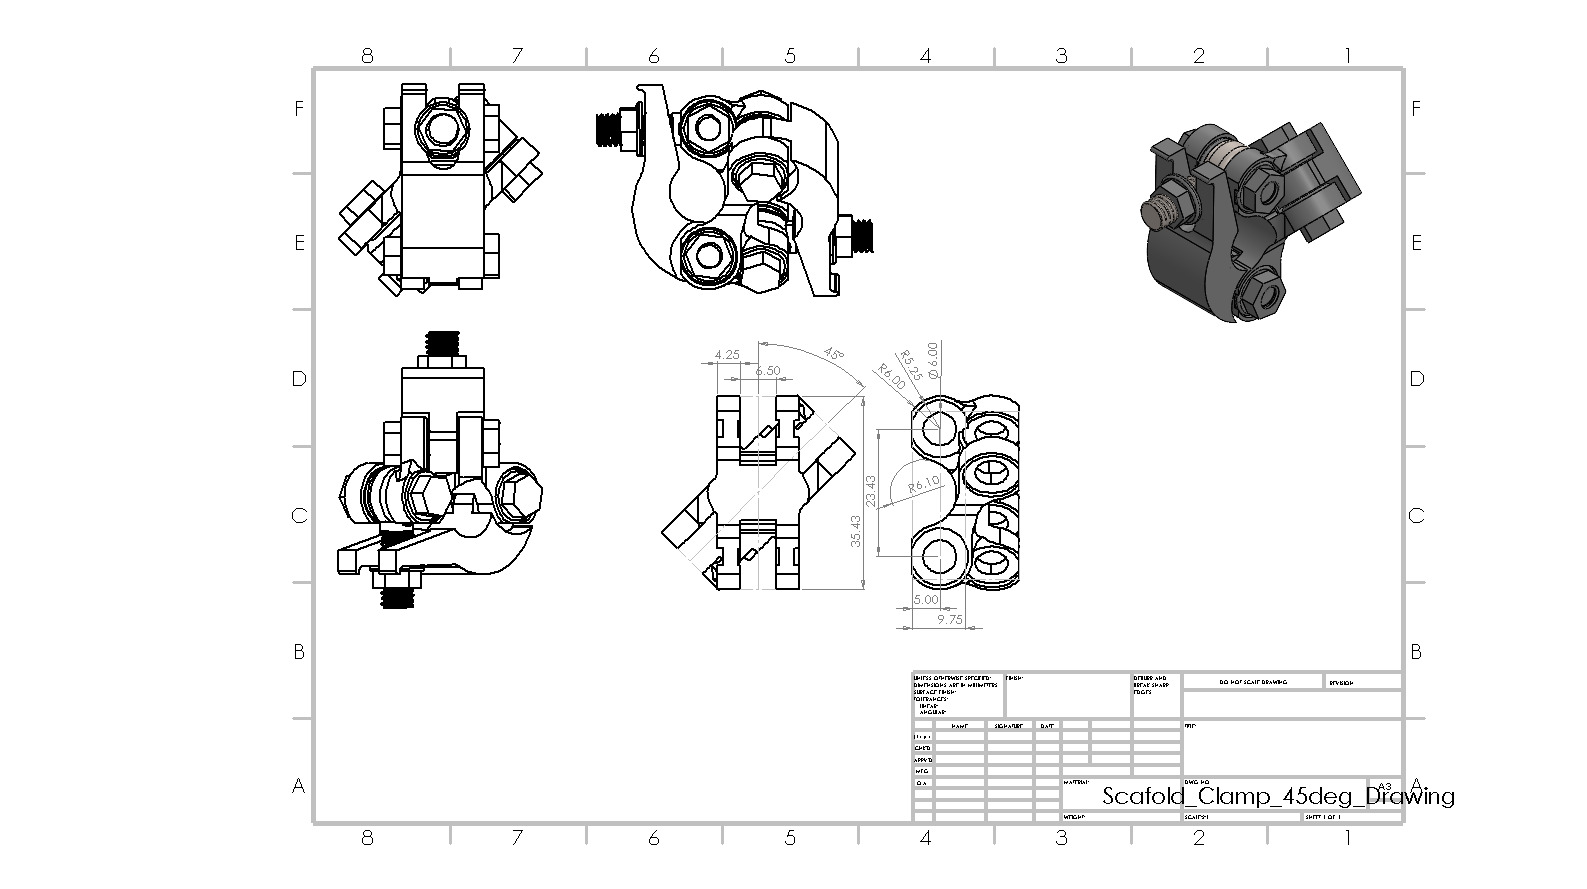 8 7 6 5 4 3 2 1
F F
E E
D D
C C
B B
A A
4.25
6.50
45°
R6.00
R5.25
Ø 6.00
R6.10
23.43
35.43
5.00
9.75
UNLESS OTHERWISE SPECIFIED:
DIMENSIONS ARE IN MILLIMETERS
SURFACE FINISH:
TOLERANCES:
LINEAR:
ANGULAR:
FINISH:
DEBURR AND
BREAK SHARP
EDGES
DO NOT SCALE DRAWING
REVISION
NAME SIGNATURE DATE
TITLE:
CHK'D
APPV'D
MFG
Q.A
MATERIAL:
DWG NO.
A3
Scafold_Clamp_45deg_Drawing
WEIGHT:
SCALE:1:1
SHEET 1 OF 1
8 7 6 5 4 3 2 1